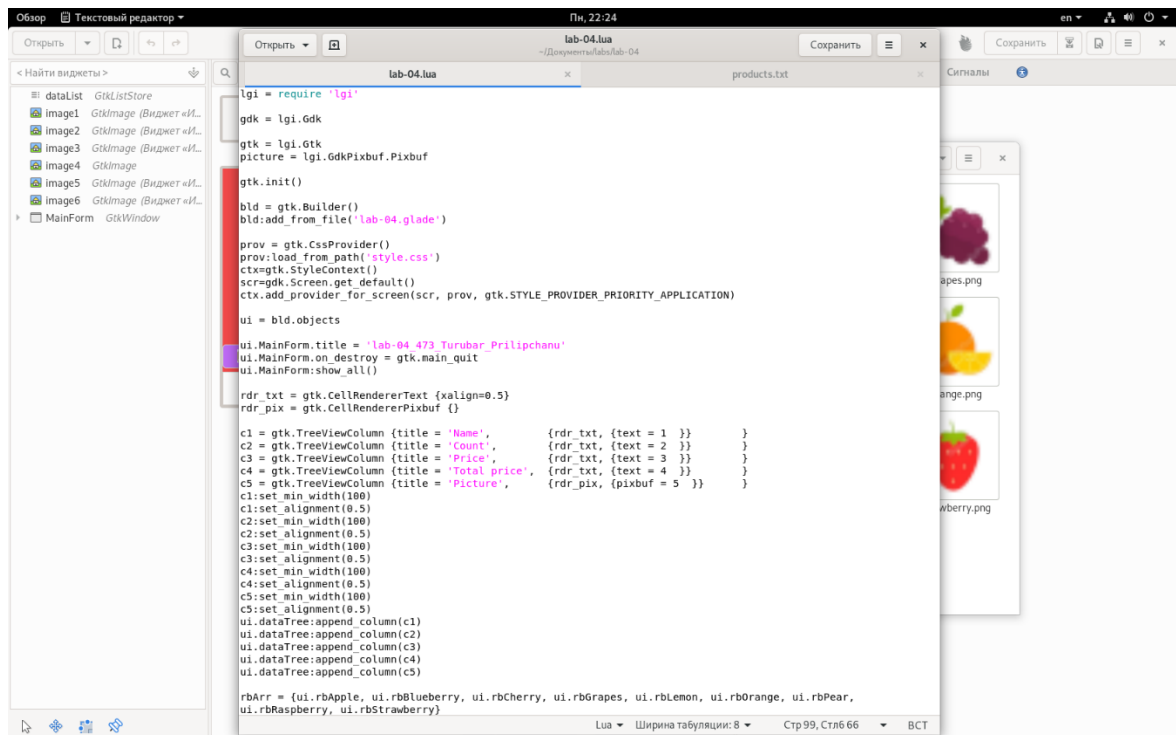 Обзор Текстовый редактор Пн, 22:24 en
Открыть Сохранить
Открыть lab-04.lua Сохранить
~/Документы/labs/lab-04
< Найти виджеты > Сигналы
lab-04.lua products.txt
dataList GtkListStore
image1 GtkImage (Виджет «И...
image2 GtkImage (Виджет «И...
image3 GtkImage (Виджет «И...
image4 GtkImage
image5 GtkImage (Виджет «И...
image6 GtkImage (Виджет «И...
MainForm GtkWindow
lgi = require 'lgi'
gdk = lgi.Gdk
gtk = lgi.Gtk
picture = lgi.GdkPixbuf.Pixbuf
gtk.init()
bld = gtk.Builder()
bld:add_from_file('lab-04.glade')
prov = gtk.CssProvider()
prov:load_from_path('style.css')
ctx=gtk.StyleContext()
scr=gdk.Screen.get_default()
ctx.add_provider_for_screen(scr, prov, gtk.STYLE_PROVIDER_PRIORITY_APPLICATION)
ui = bld.objects
ui.MainForm.title = 'lab-04_473_Turubar_Prilipchanu'
ui.MainForm.on_destroy = gtk.main_quit
ui.MainForm:show_all()
rdr_txt = gtk.CellRendererText {xalign=0.5}
rdr_pix = gtk.CellRendererPixbuf {}
c1 = gtk.TreeViewColumn {title = 'Name', {rdr_txt, {text = 1 }} }
c2 = gtk.TreeViewColumn {title = 'Count', {rdr_txt, {text = 2 }} }
c3 = gtk.TreeViewColumn {title = 'Price', {rdr_txt, {text = 3 }} }
c4 = gtk.TreeViewColumn {title = 'Total price', {rdr_txt, {text = 4 }} }
c5 = gtk.TreeViewColumn {title = 'Picture', {rdr_pix, {pixbuf = 5 }} }
c1:set_min_width(100)
c1:set_alignment(0.5)
c2:set_min_width(100)
c2:set_alignment(0.5)
c3:set_min_width(100)
c3:set_alignment(0.5)
c4:set_min_width(100)
c4:set_alignment(0.5)
c5:set_min_width(100)
c5:set_alignment(0.5)
ui.dataTree:append_column(c1)
ui.dataTree:append_column(c2)
ui.dataTree:append_column(c3)
ui.dataTree:append_column(c4)
ui.dataTree:append_column(c5)
rbArr = {ui.rbApple, ui.rbBlueberry, ui.rbCherry, ui.rbGrapes, ui.rbLemon, ui.rbOrange, ui.rbPear,
ui.rbRaspberry, ui.rbStrawberry}
apes.png
ange.png
wberry.png
Lua Ширина табуляции: 8 Стр 99, Стлб 66 ВСТ